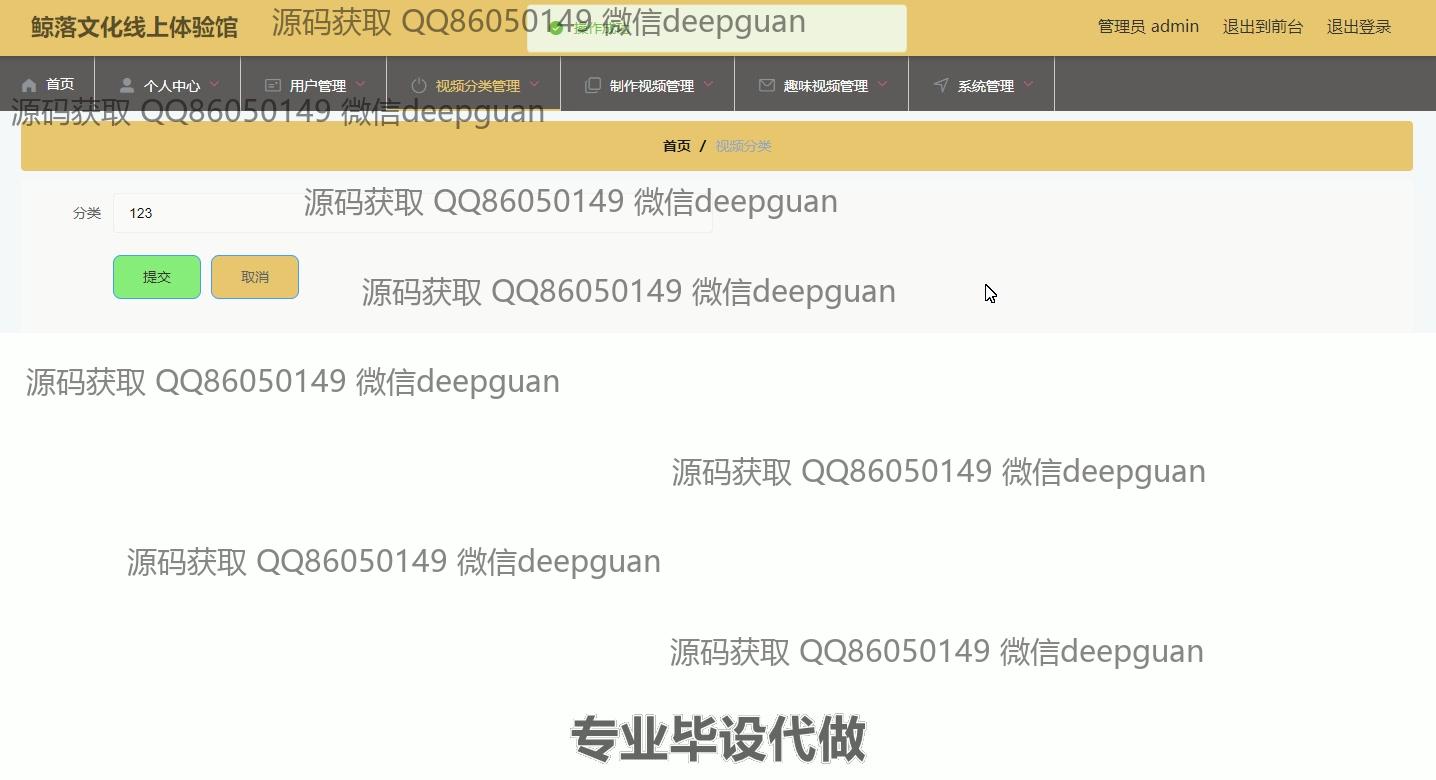 鲸落文化线上体验馆
源码获取 QQ86050149 微信deepguan
操作成功
管理员 admin
退出到前台
退出登录
首页
个人中心
用户管理
视频分类管理
制作视频管理
趣味视频管理
系统管理
源码获取 QQ86050149 微信deepguan
首页 / 视频分类
源码获取 QQ86050149 微信deepguan
分类 123
提交
取消
源码获取 QQ86050149 微信deepguan
源码获取 QQ86050149 微信deepguan
源码获取 QQ86050149 微信deepguan
源码获取 QQ86050149 微信deepguan
源码获取 QQ86050149 微信deepguan
专业毕设代做